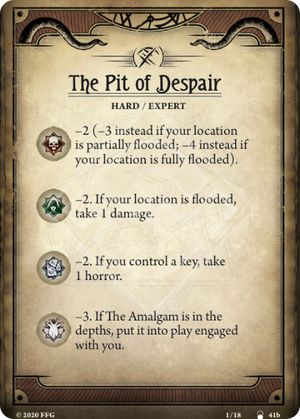 The Pit of Despair
HARD / EXPERT
–2 (–3 instead if your location
is partially flooded; –4 instead if
your location is fully flooded).
–2. If your location is flooded,
take 1 damage.
–2. If you control a key, take
1 horror.
–3. If The Amalgam is in the
depths, put it into play engaged
with you.
© 2020 FFG 1/18 41b